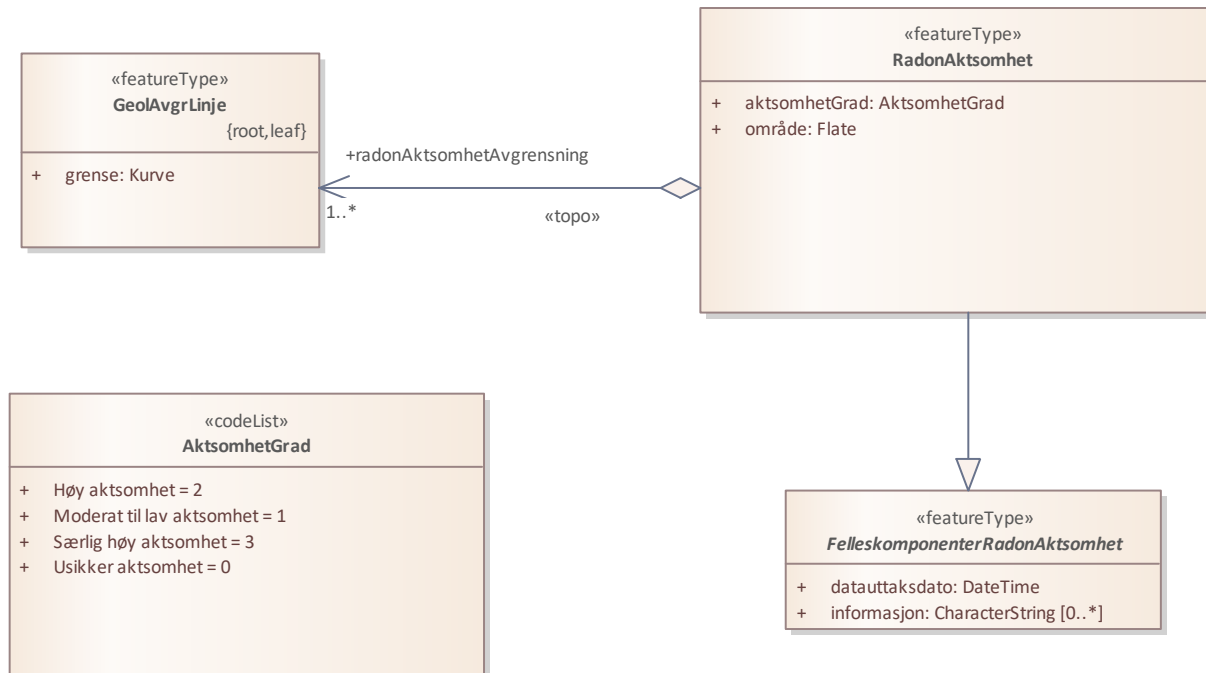 «featureType»
GeolAvgrLinje
{root,leaf}
+ grense: Kurve
+radonAktsomhetAvgrensning
1..*
«topo»
«featureType»
RadonAktsomhet
+ aktsomhetGrad: AktsomhetGrad
+ område: Flate
«codeList»
AktsomhetGrad
+ Høy aktsomhet = 2
+ Moderat til lav aktsomhet = 1
+ Særlig høy aktsomhet = 3
+ Usikker aktsomhet = 0
«featureType»
FelleskomponenterRadonAktsomhet
+ datauttaksdato: DateTime
+ informasjon: CharacterString [0..*]